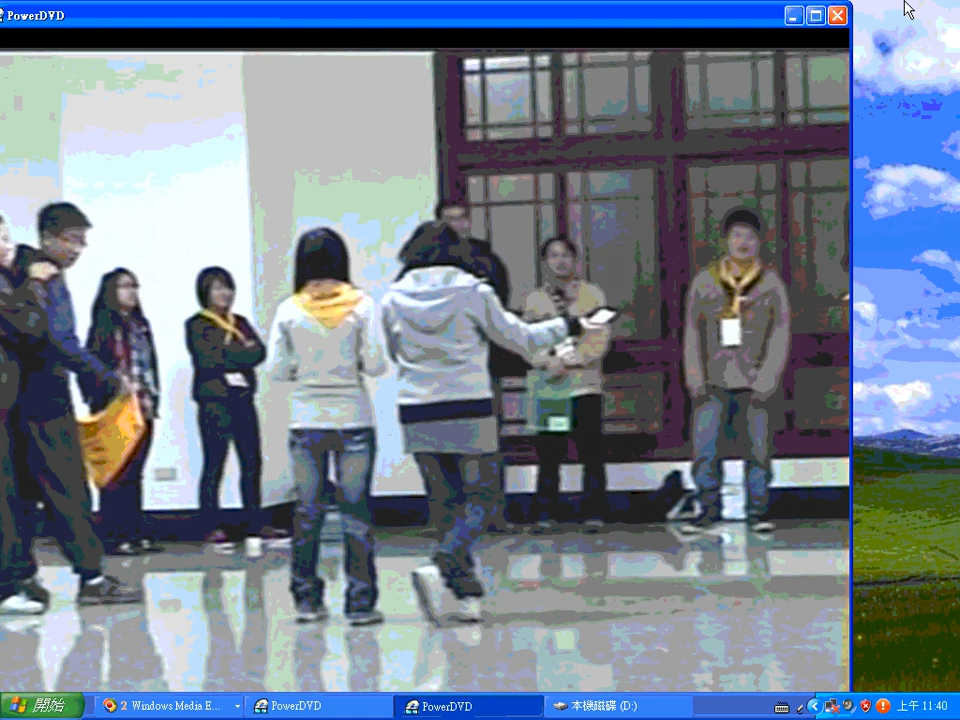 PowerDVD
開始
2 Windows Media E...
PowerDVD
PowerDVD
本機磁碟 (D:)
上午 11:40